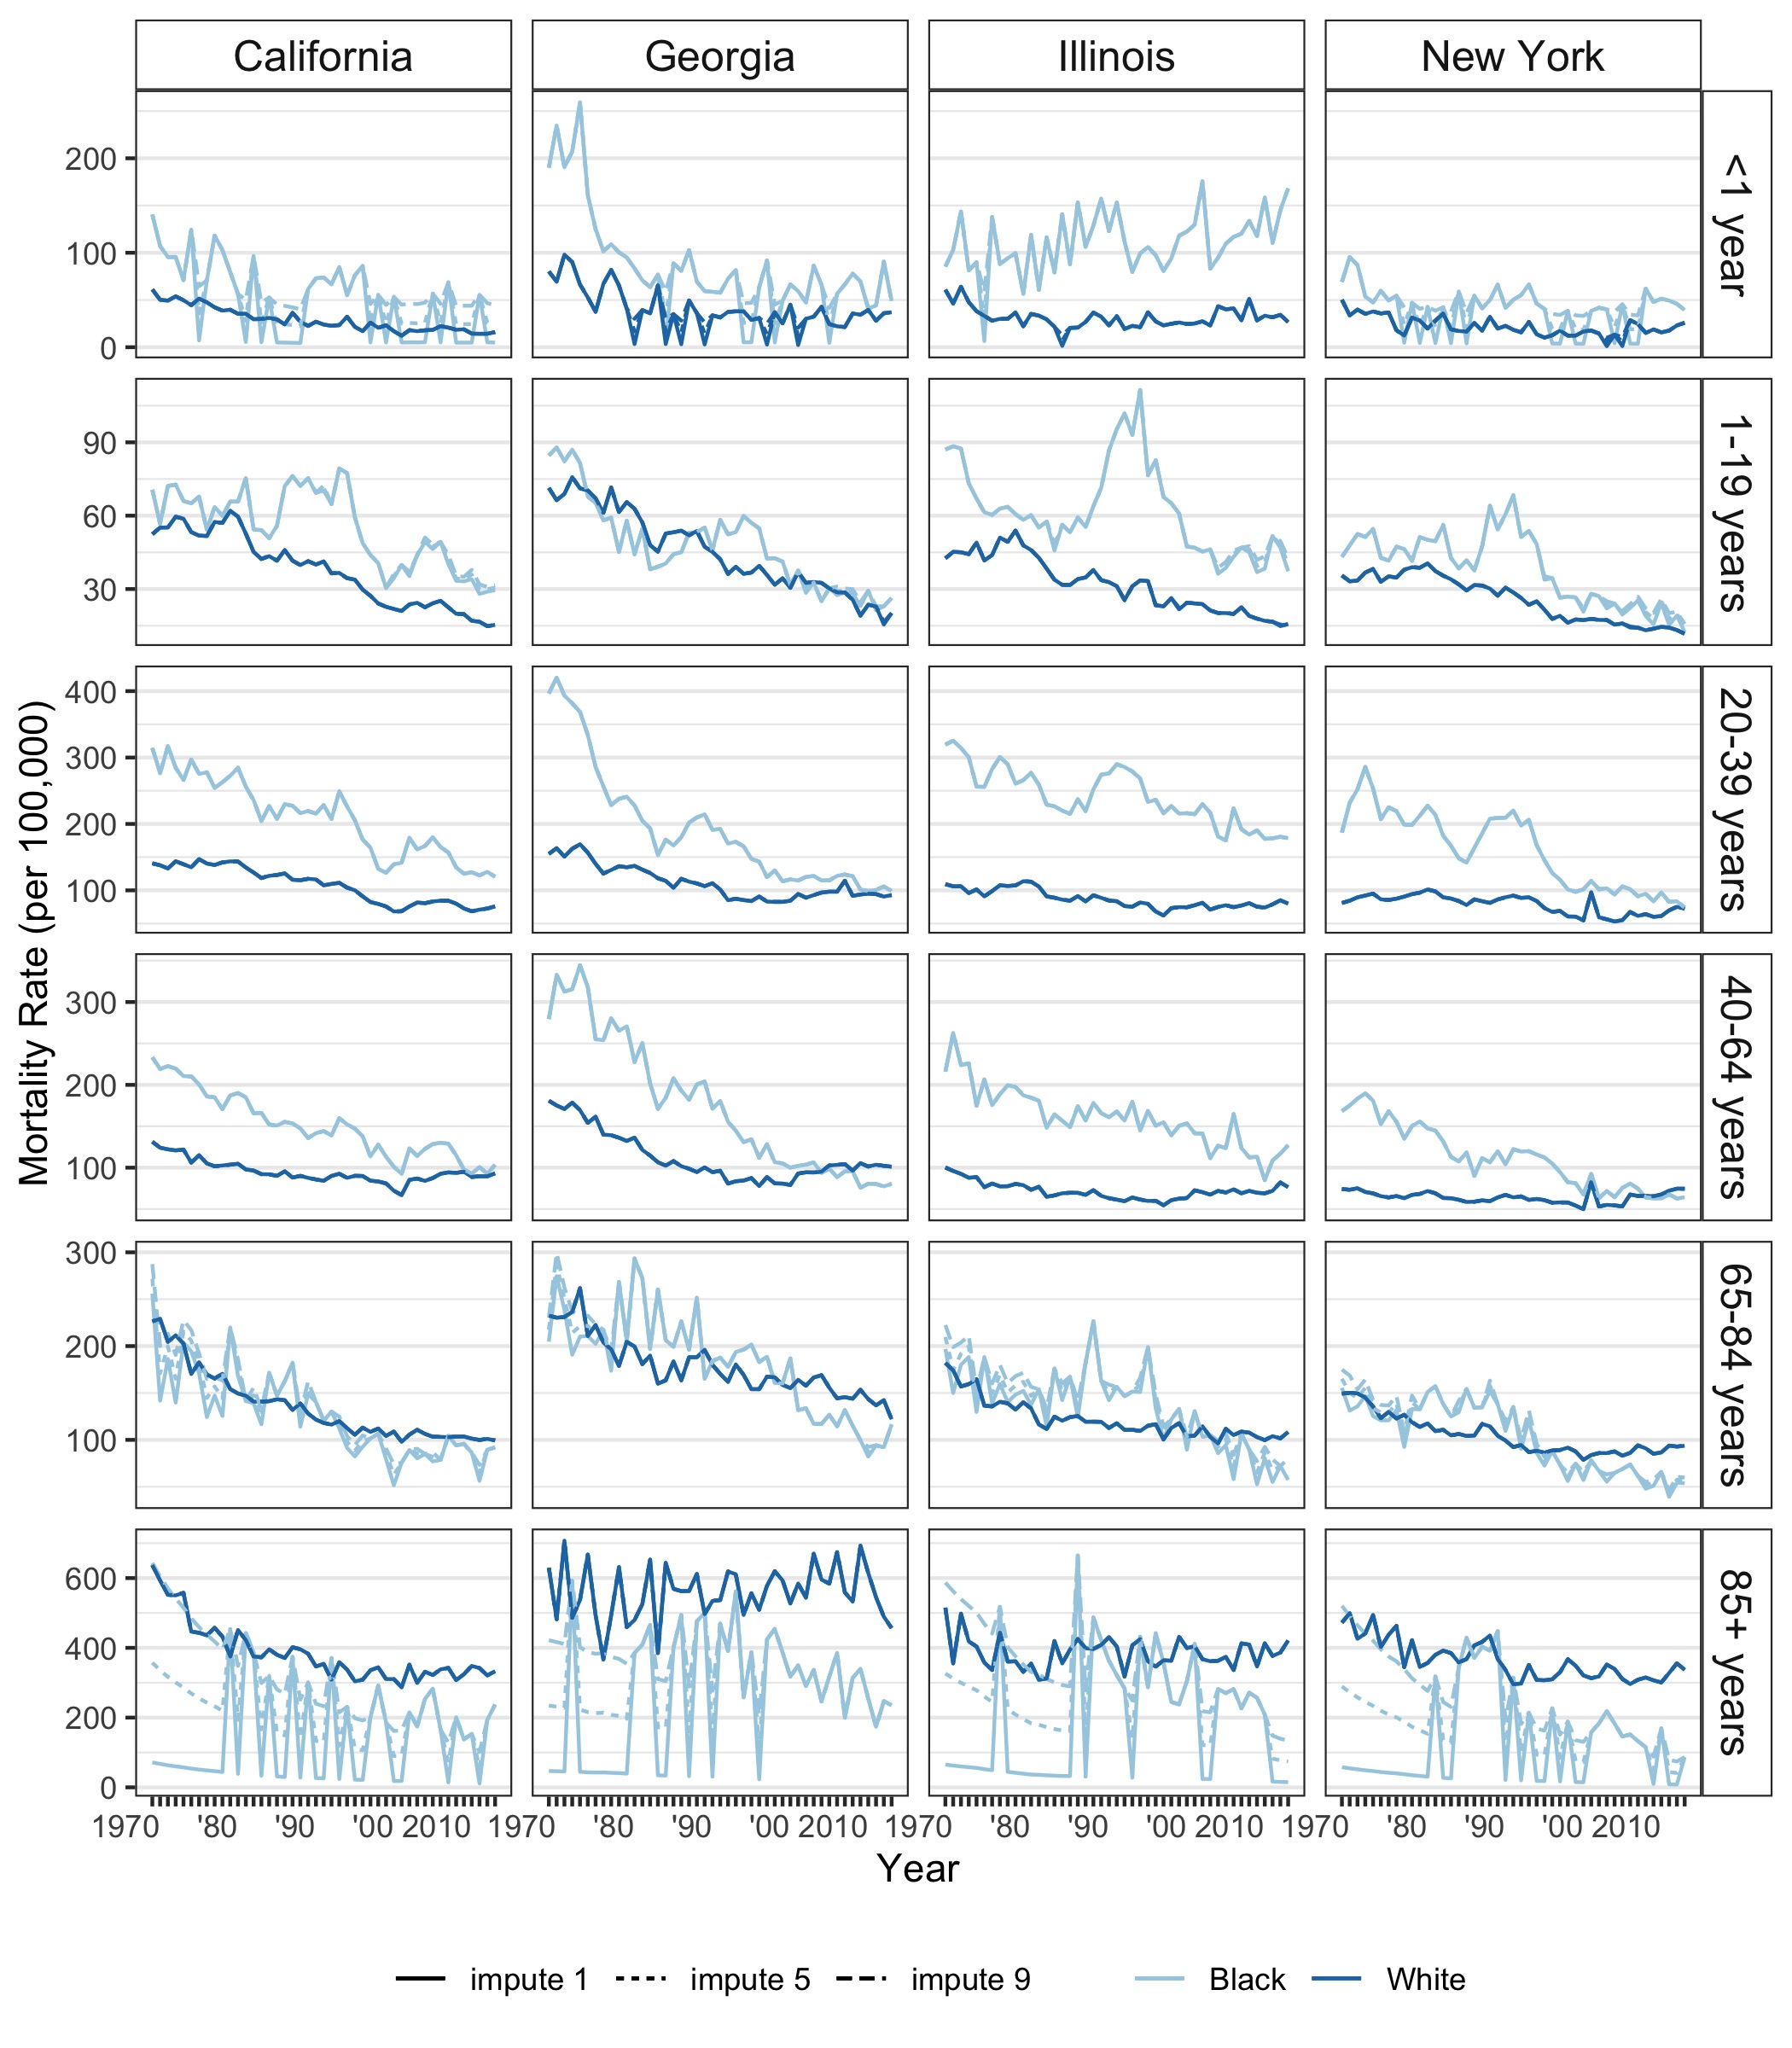 California Georgia Illinois New York
200
100
0
<1 year
90
60
30
1-19 years
400
300
200
100
20-39 years
300
200
100
40-64 years
300
200
100
65-84 years
600
400
200
0
85+ years
Mortality Rate (per 100,000)
1970 '80 '90 '00 2010 1970 '80 '90 '00 2010 1970 '80 '90 '00 2010 1970 '80 '90 '00 2010
Year
impute 1 impute 5 impute 9 Black White